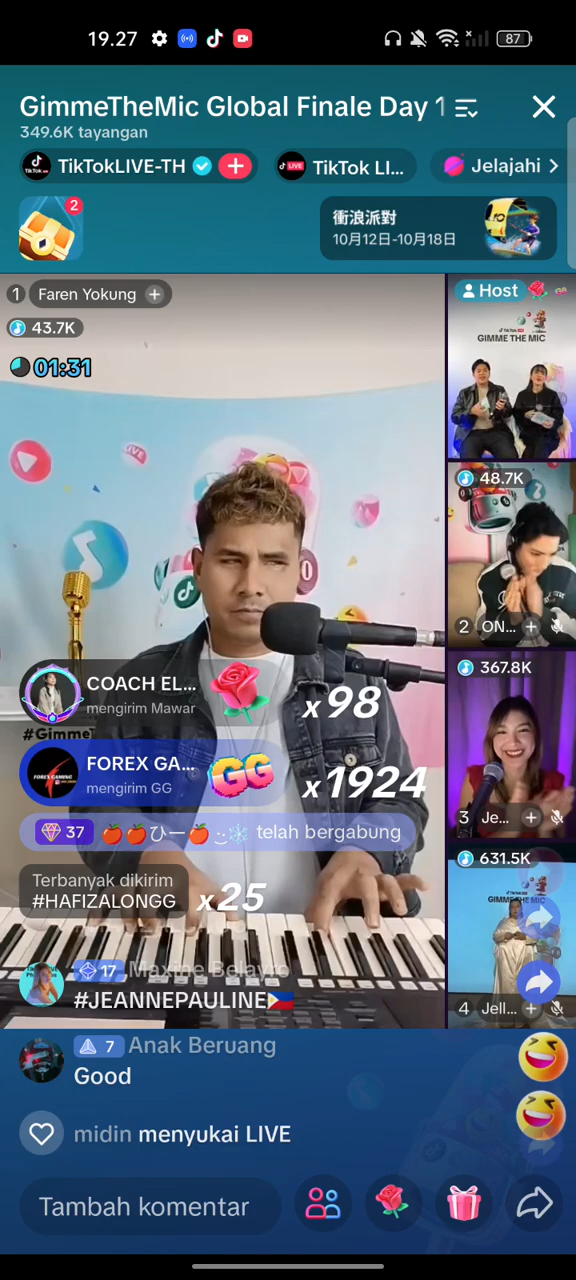 19.27
87
GimmeTheMic Global Finale Day 1
349.6K tayangan
TikTokLIVE-TH
TikTok LI...
Jelajahi
2
衝浪派對
10月12日-10月18日
1 Faren Yokung
43.7K
01:31
Host
GIMME THE MIC
48.7K
2 ON...
367.8K
3 Je...
631.5K
GIMME THE MIC
4 Jell...
COACH EL...
mengirim Mawar
x98
#Gimme
FOREX GA...
mengirim GG
GG
x1924
37 🍎🍎ひー🍎 telah bergabung
Terbanyak dikirim
#HAFIZALONGG
x25
17 Maxine Belayro
#JEANNEPAULINE🇵🇭
7 Anak Beruang
Good
midin menyukai LIVE
Tambah komentar